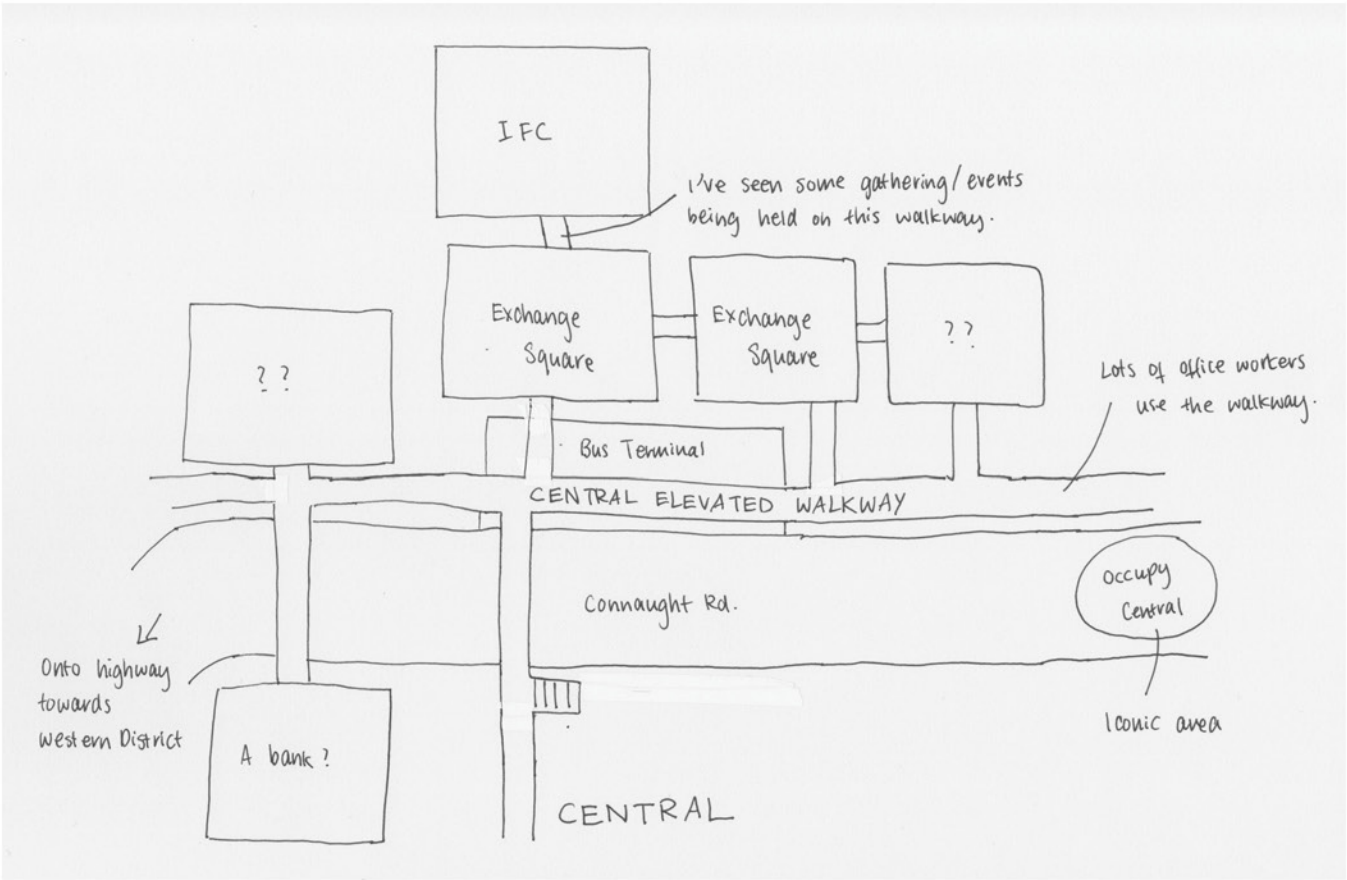 IFC
I've seen some gathering/events
being held on this walkway.
Exchange
Square
Exchange
Square
??
??
Lots of office workers
use the walkway.
Bus Terminal
CENTRAL ELEVATED WALKWAY
Occupy
Central
Connaught Rd.
Onto highway
towards
Western District
Iconic area
A bank?
CENTRAL